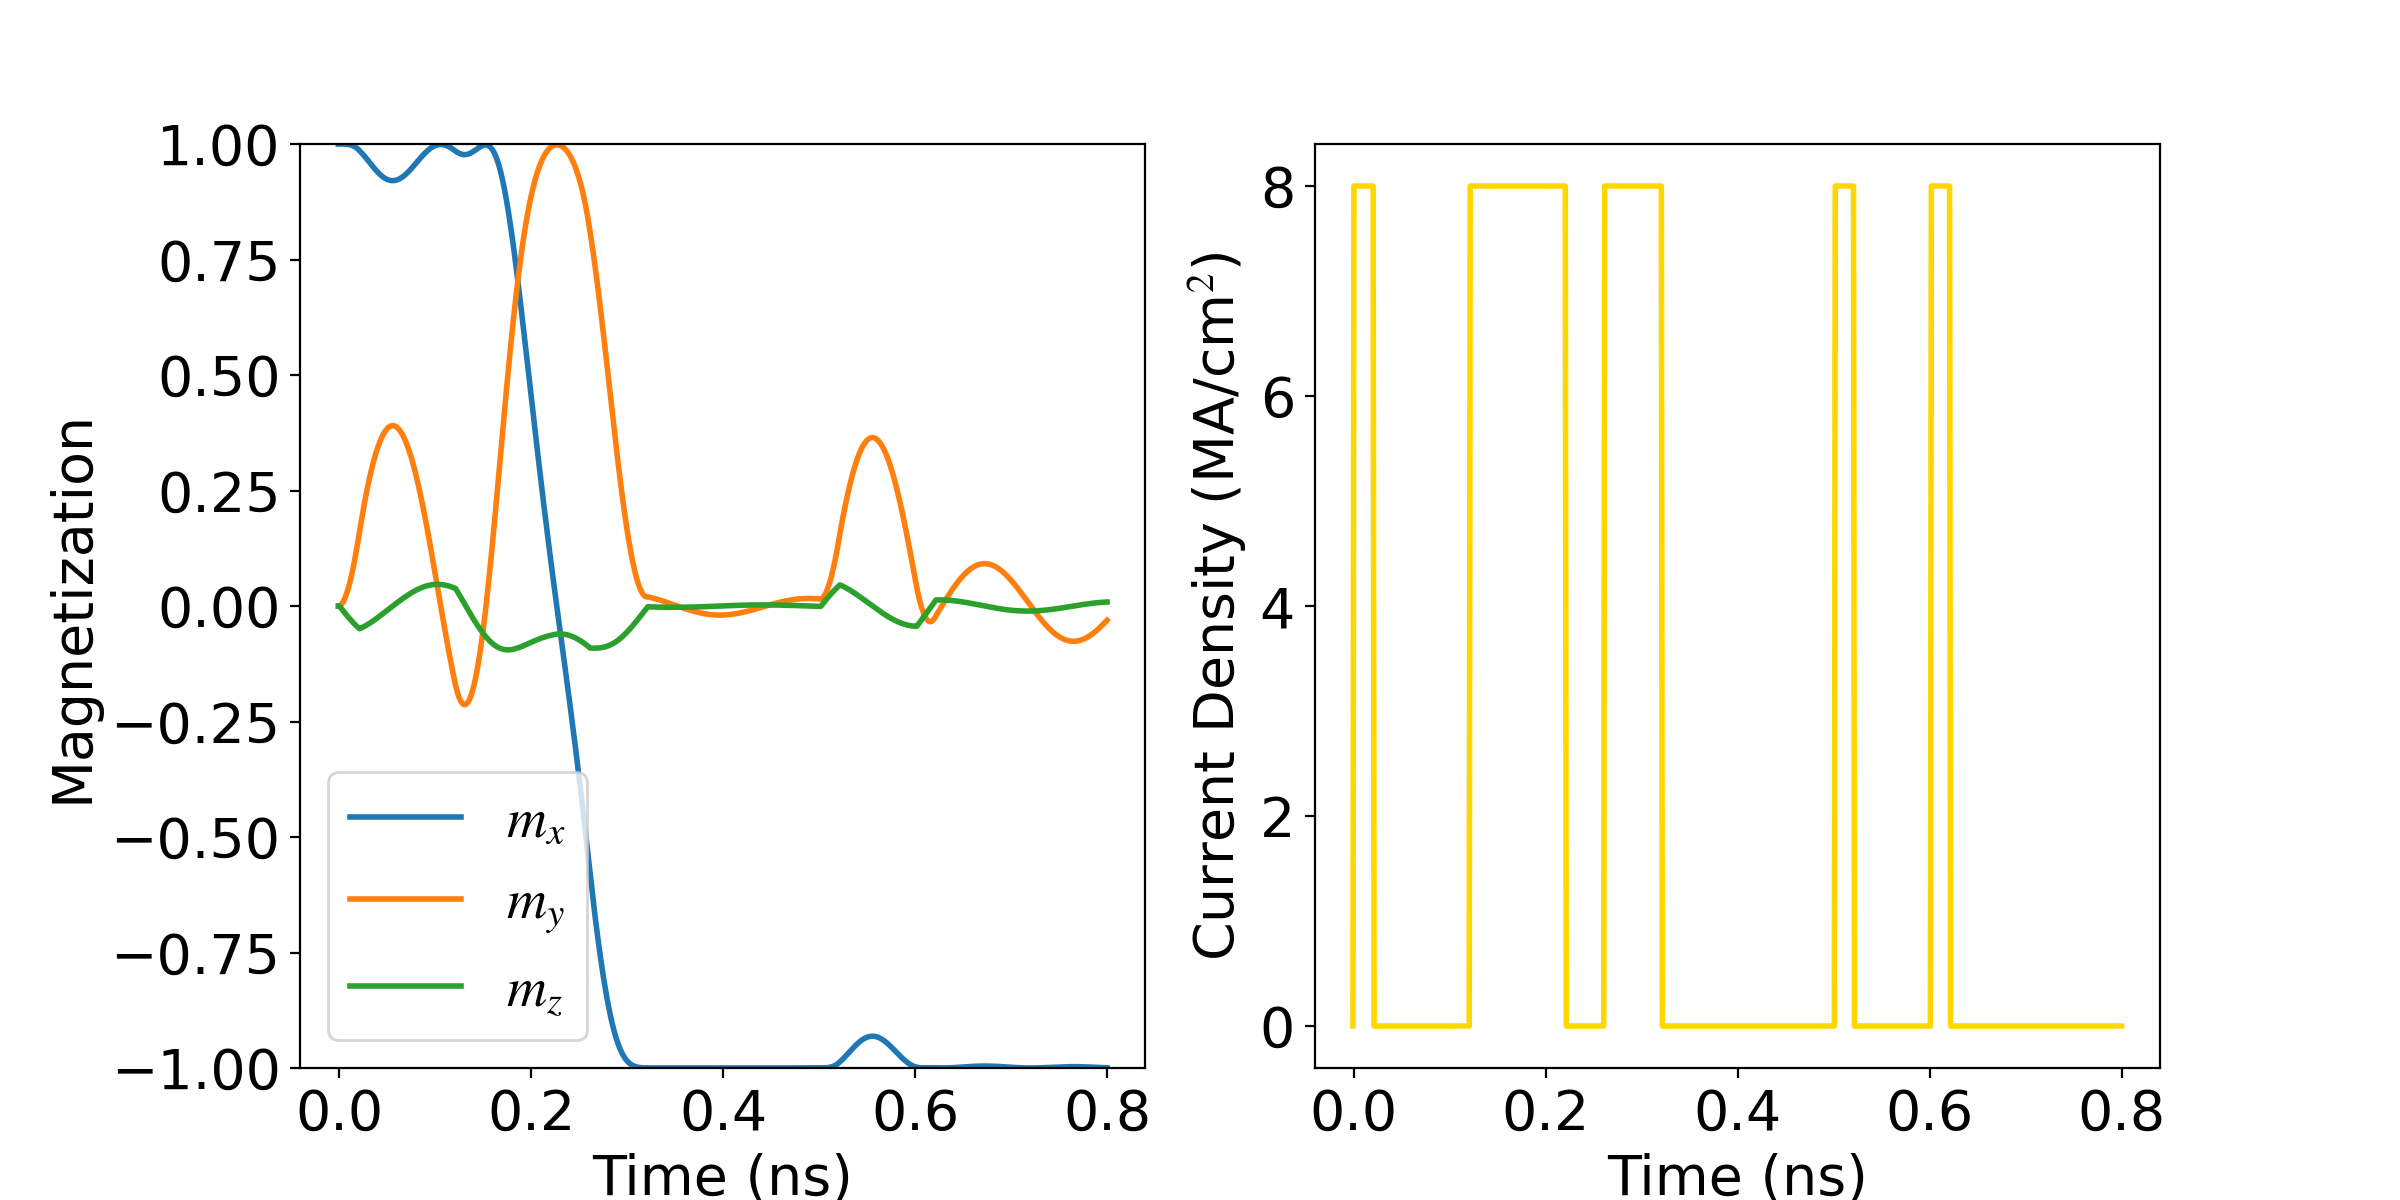 Magnetization
1.00
0.75
0.50
0.25
0.00
−0.25
−0.50
−0.75
−1.00
m_x
m_y
m_z
0.0 0.2 0.4 0.6 0.8
Time (ns)
Current Density (MA/cm²)
8
6
4
2
0
0.0 0.2 0.4 0.6 0.8
Time (ns)